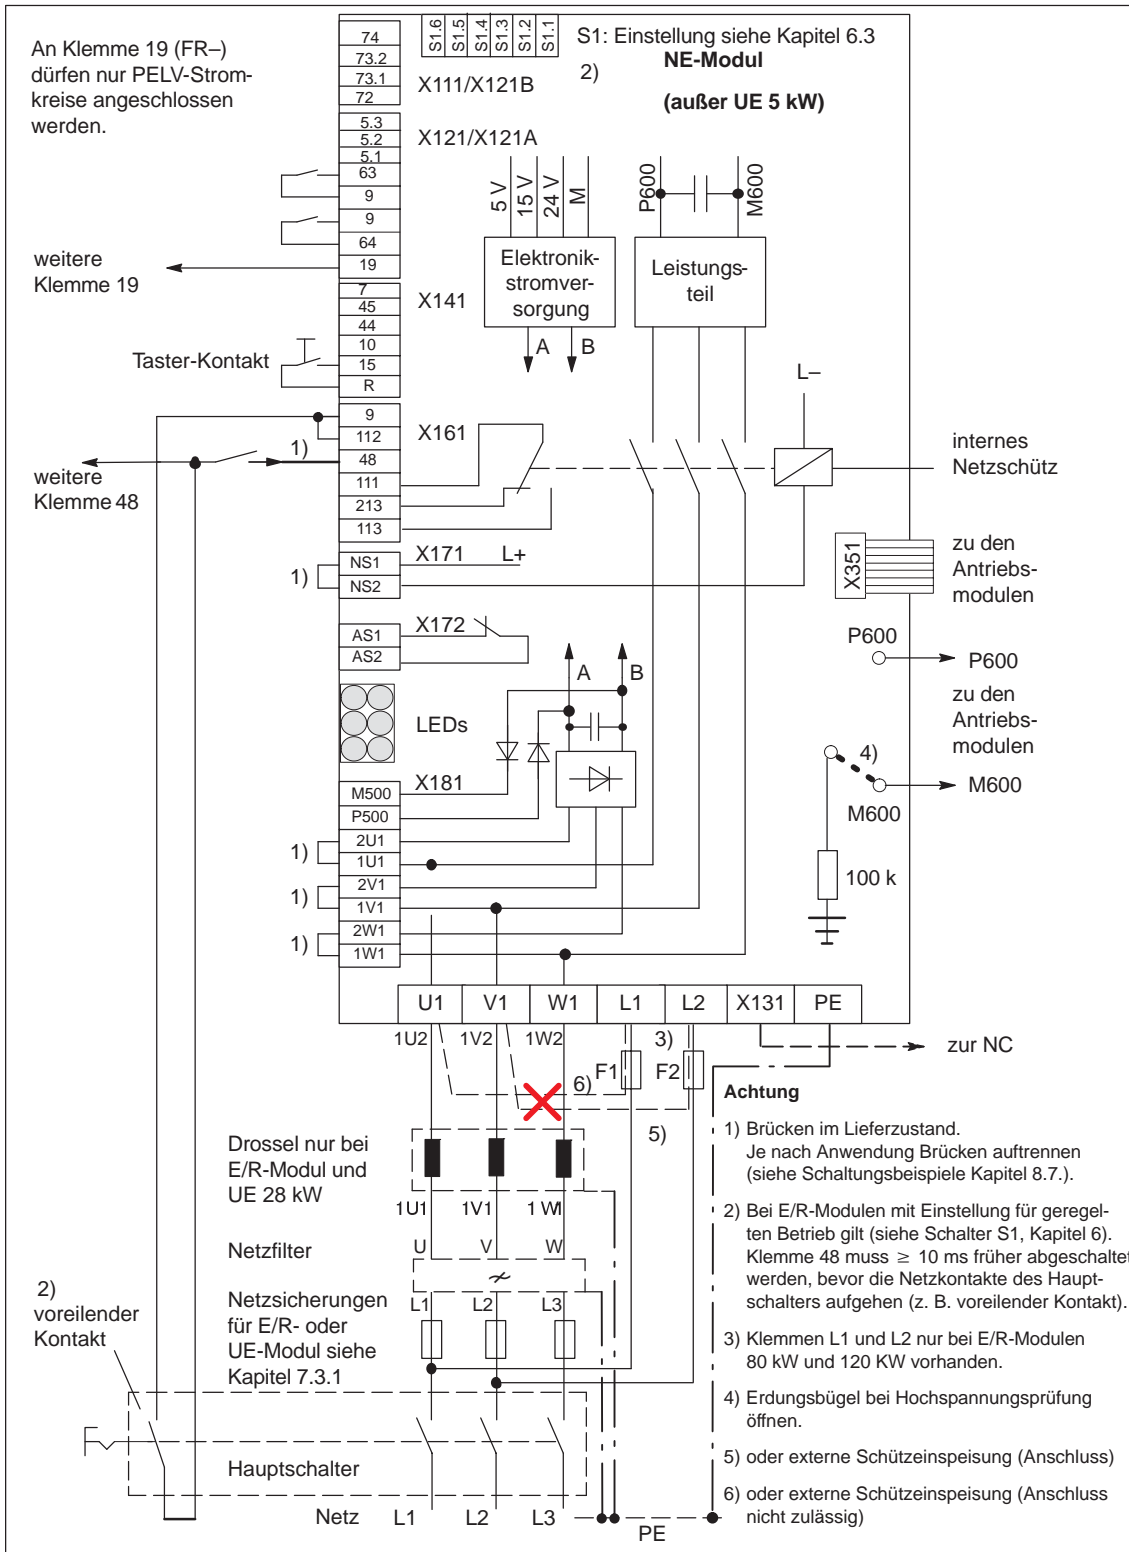 An Klemme 19 (FR–)
dürfen nur PELV-Strom-
kreise angeschlossen
werden.
S1.6
S1.5
S1.4
S1.3
S1.2
S1.1
S1: Einstellung siehe Kapitel 6.3
2)
NE-Modul
(außer UE 5 kW)
74
73.2
73.1
72
X111/X121B
5.3
5.2
5.1
63
9
9
64
19
X121/X121A
weitere
Klemme 19
5 V
15 V
24 V
M
P600
M600
Elektronik-
stromver-
sorgung
Leistungs-
teil
A
B
7
45
44
10
15
R
X141
Taster-Kontakt
L–
9
112
48
111
213
113
X161
1)
weitere
Klemme 48
internes
Netzschütz
NS1
NS2
X171
L+
1)
X351
zu den
Antriebs-
modulen
AS1
AS2
X172
P600
P600
zu den
Antriebs-
modulen
A
B
LEDs
4)
M600
M600
100 k
M500
P500
2U1
1U1
2V1
1V1
2W1
1W1
X181
1)
1)
1)
U1
V1
W1
L1
L2
X131
PE
1U2
1V2
1W2
3)
F1
F2
6)
5)
zur NC
Drossel nur bei
E/R-Modul und
UE 28 kW
1U1
1V1
1W1
Netzfilter
U
V
W
Netzsicherungen
für E/R- oder
UE-Modul siehe
Kapitel 7.3.1
L1
L2
L3
2)
voreilender
Kontakt
Hauptschalter
Netz
L1
L2
L3
PE
Achtung
1) Brücken im Lieferzustand.
Je nach Anwendung Brücken auftrennen
(siehe Schaltungsbeispiele Kapitel 8.7.).
2) Bei E/R-Modulen mit Einstellung für geregel-
ten Betrieb gilt (siehe Schalter S1, Kapitel 6).
Klemme 48 muss ≥ 10 ms früher abgeschaltet
werden, bevor die Netzkontakte des Haupt-
schalters aufgehen (z. B. voreilender Kontakt).
3) Klemmen L1 und L2 nur bei E/R-Modulen
80 kW und 120 KW vorhanden.
4) Erdungsbügel bei Hochspannungsprüfung
öffnen.
5) oder externe Schützeinspeisung (Anschluss)
6) oder externe Schützeinspeisung (Anschluss
nicht zulässig)